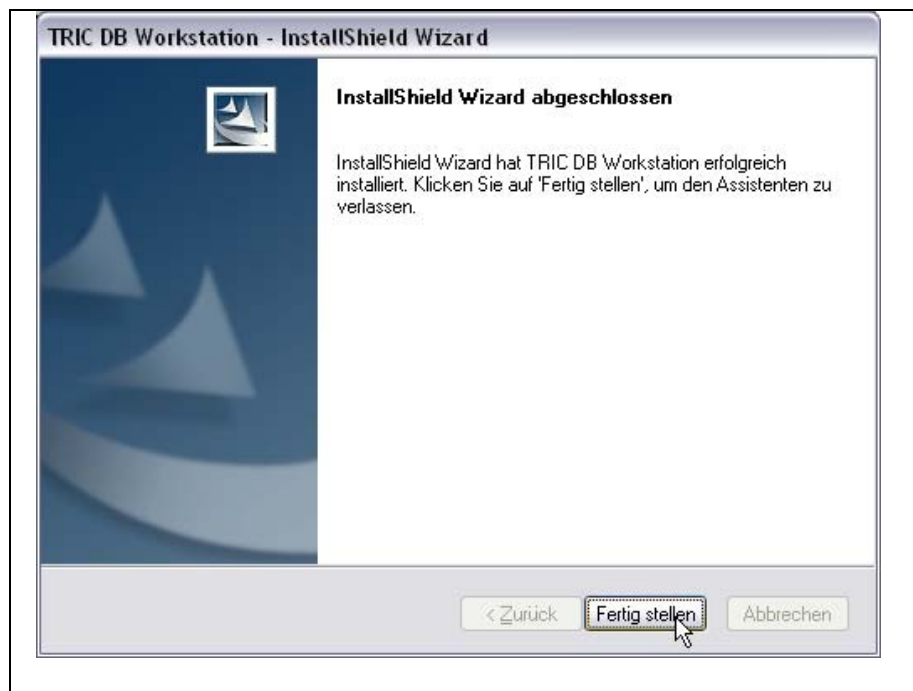 TRIC DB Workstation - InstallShield Wizard
InstallShield Wizard abgeschlossen
InstallShield Wizard hat TRIC DB Workstation erfolgreich
installiert. Klicken Sie auf 'Fertig stellen', um den Assistenten zu
verlassen.
< Zurück Fertig stellen Abbrechen